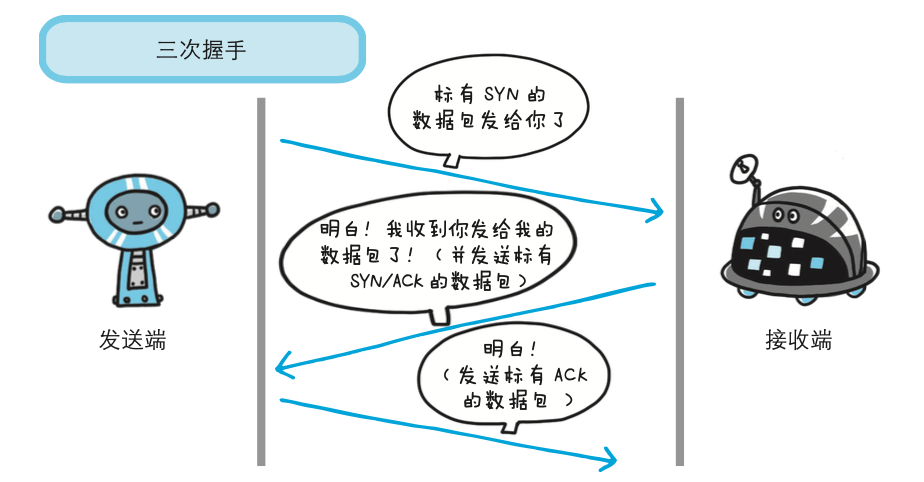 三次握手
标有 SYN 的
数据包发给你了
明白！我收到你发给我的
数据包了！（并发送标有
SYN/ACK 的数据包）
发送端
接收端
明白！
（发送标有 ACK
的数据包 ）